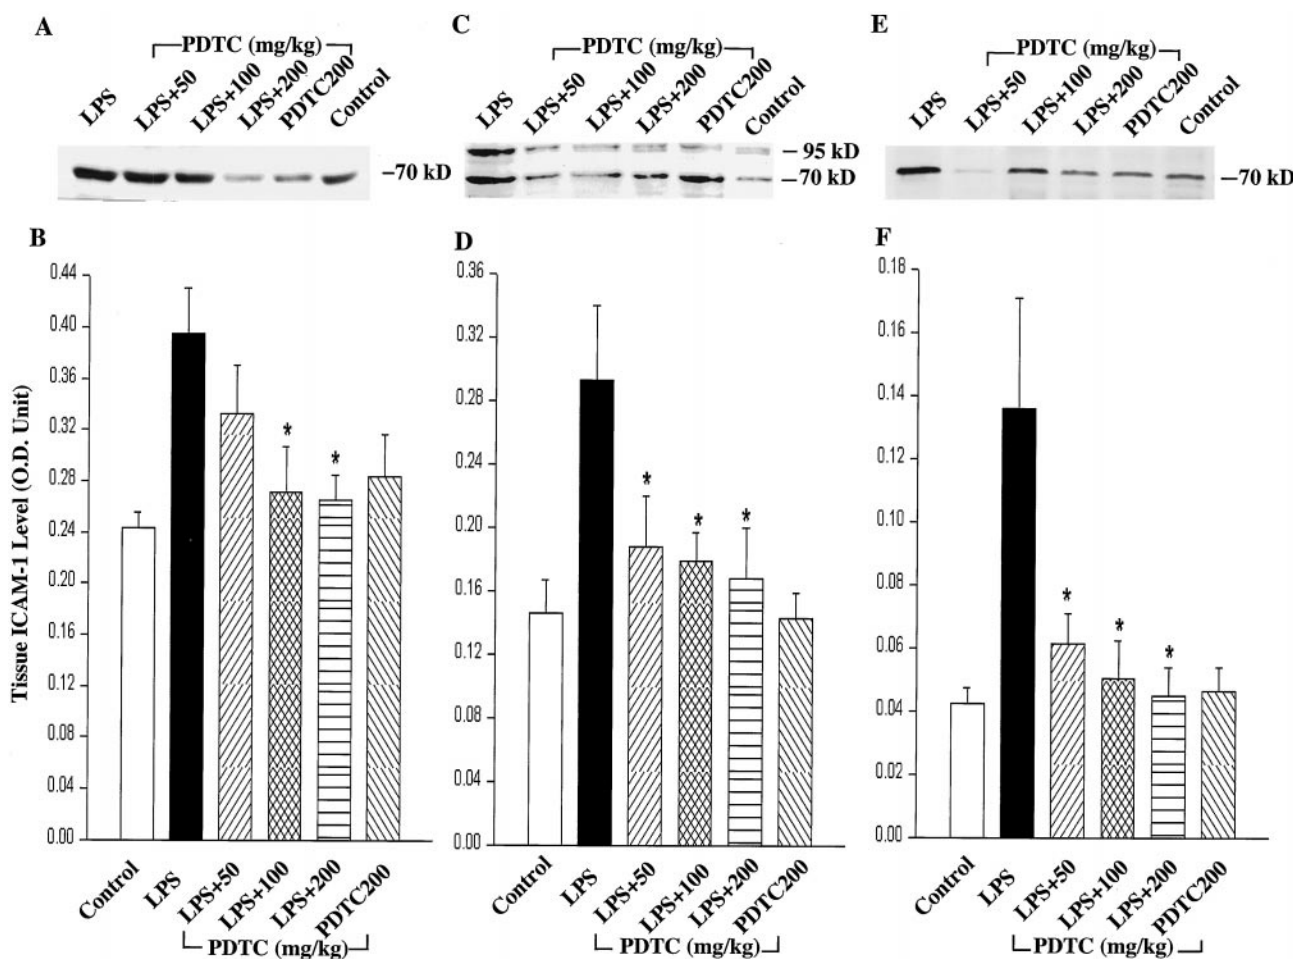 A
PDTC (mg/kg)
LPS
LPS+50
LPS+100
LPS+200
PDTC200
Control
–70 kD
C
PDTC (mg/kg)
LPS
LPS+50
LPS+100
LPS+200
PDTC200
Control
– 95 kD
–70 kD
E
PDTC (mg/kg)
LPS
LPS+50
LPS+100
LPS+200
PDTC200
Control
–70 kD
Tissue ICAM-1 Level (O.D. Unit)
B
0.44
0.40
0.36
0.32
0.28
0.24
0.20
0.16
0.12
0.08
0.04
0.00
*
*
Control
LPS
LPS+50
LPS+100
LPS+200
PDTC200
PDTC (mg/kg)
D
0.36
0.32
0.28
0.24
0.20
0.16
0.12
0.08
0.04
0.00
*
*
*
Control
LPS
LPS+50
LPS+100
LPS+200
PDTC200
PDTC (mg/kg)
F
0.18
0.16
0.14
0.12
0.10
0.08
0.06
0.04
0.02
0.00
*
*
*
Control
LPS
LPS+50
LPS+100
LPS+200
PDTC200
PDTC (mg/kg)